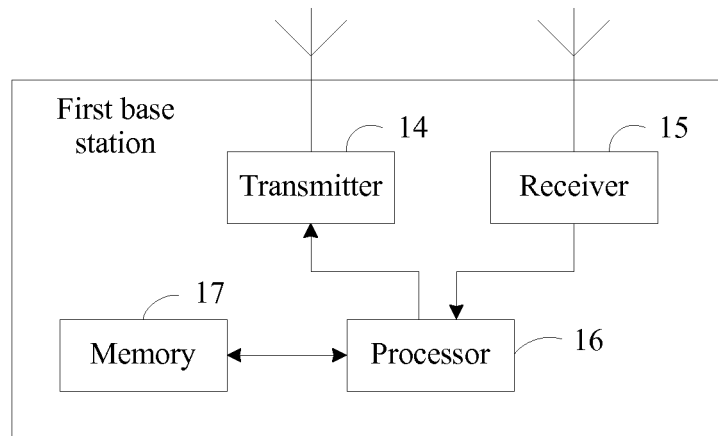 First base
station
14
15
Transmitter
Receiver
17
16
Memory
Processor